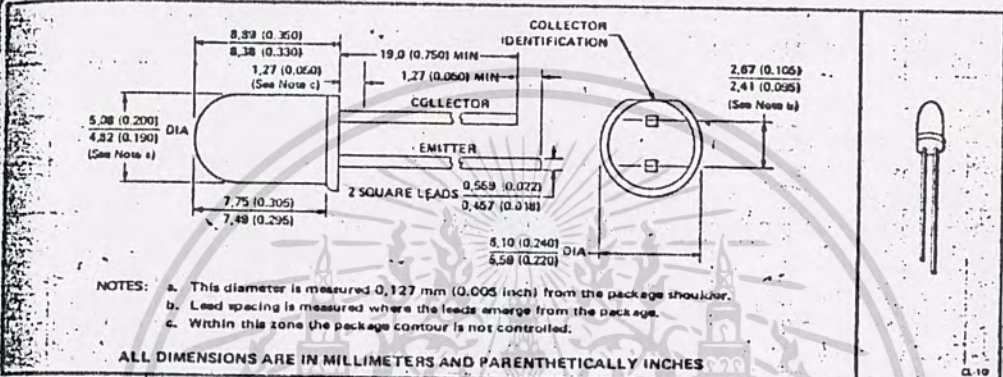 8,89 (0.350)
8,38 (0.330)
19,0 (0.750) MIN
1,27 (0.050)
(See Note c)
1,27 (0.050) MIN
COLLECTOR
EMITTER
5,08 (0.200)
4,82 (0.190) DIA
(See Note a)
2 SQUARE LEADS 0,559 (0.022)
0,457 (0.018)
7,75 (0.305)
7,49 (0.295)
COLLECTOR
IDENTIFICATION
2,67 (0.105)
2,41 (0.095)
(See Note b)
6,10 (0.240)
5,59 (0.220) DIA
NOTES: a. This diameter is measured 0,127 mm (0.005 inch) from the package shoulder.
b. Lead spacing is measured where the leads emerge from the package.
c. Within this zone the package contour is not controlled.
ALL DIMENSIONS ARE IN MILLIMETERS AND PARENTHETICALLY INCHES
CL-10